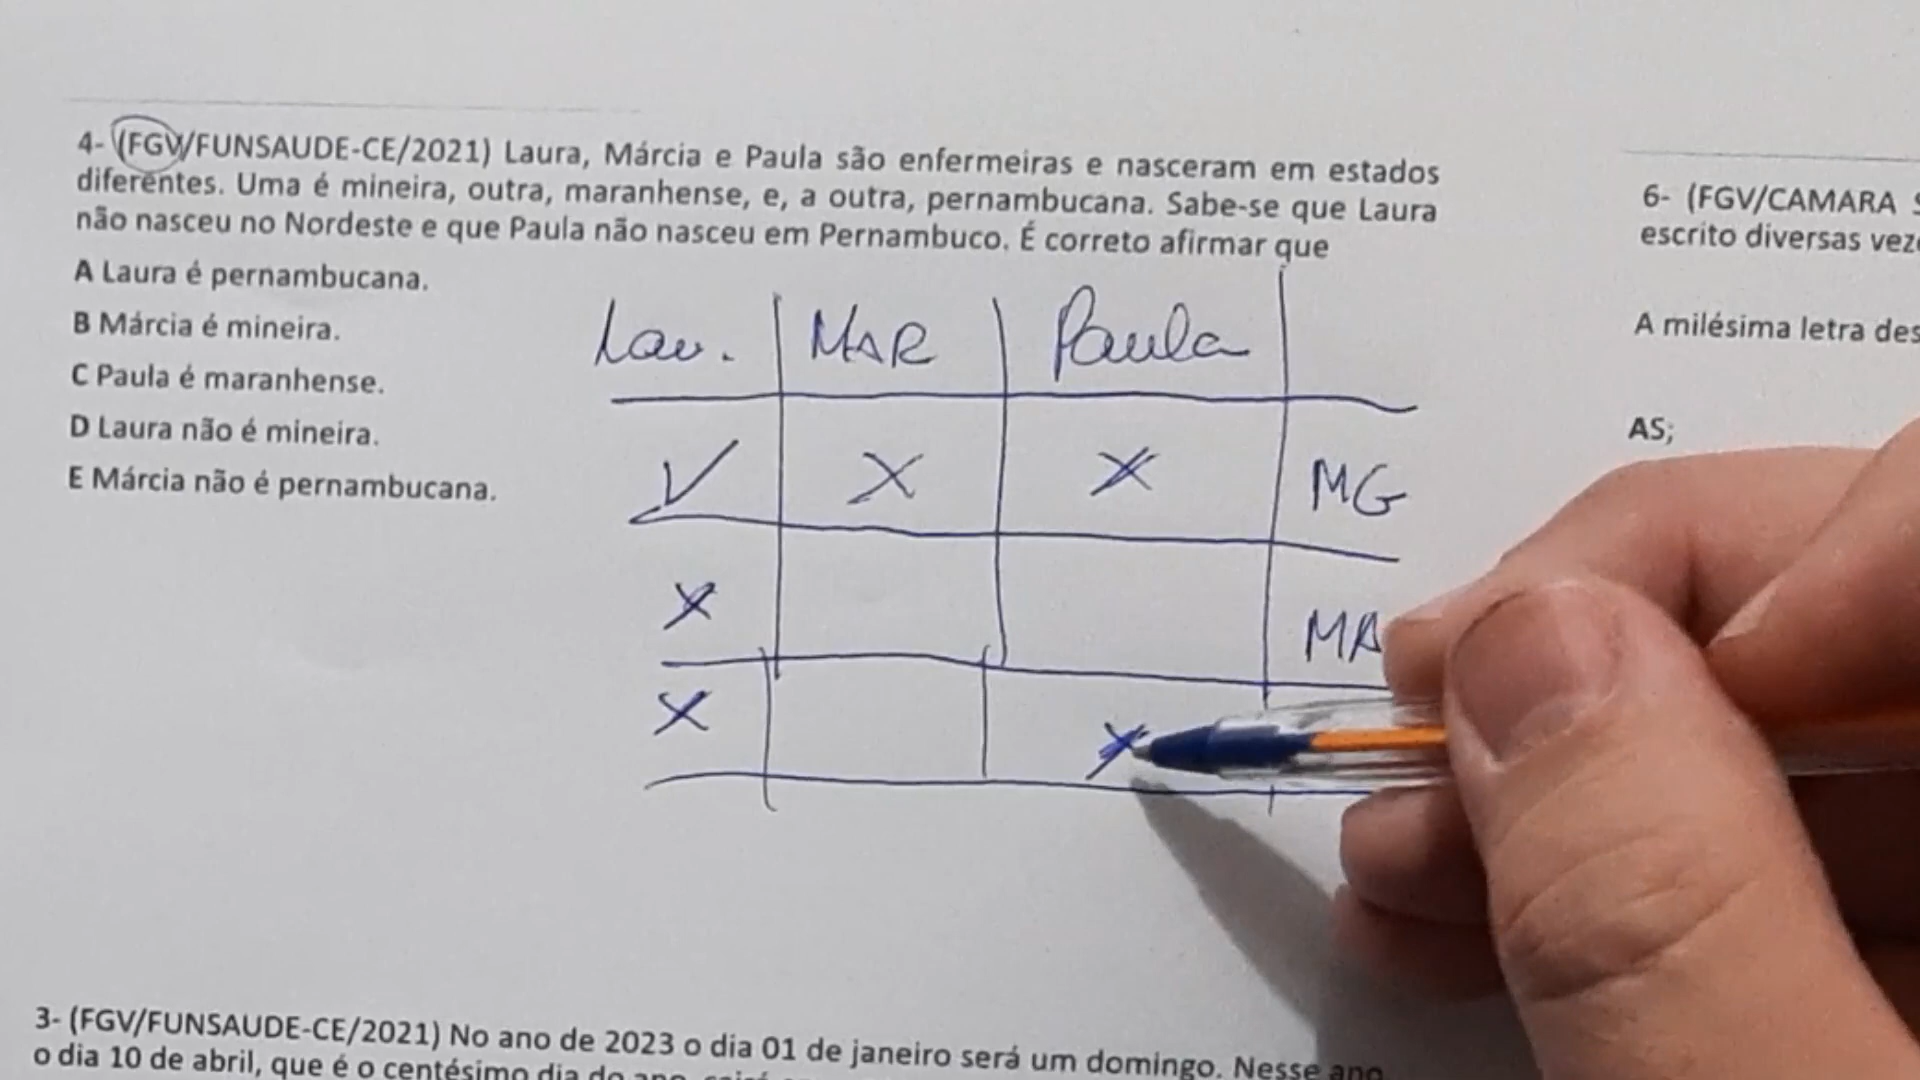 4- (FGV/FUNSAUDE-CE/2021) Laura, Márcia e Paula são enfermeiras e nasceram em estados
diferentes. Uma é mineira, outra, maranhense, e, a outra, pernambucana. Sabe-se que Laura
não nasceu no Nordeste e que Paula não nasceu em Pernambuco. É correto afirmar que
A Laura é pernambucana.
B Márcia é mineira.
C Paula é maranhense.
D Laura não é mineira.
E Márcia não é pernambucana.
Lau. MAR Paula
✓ X X MG
X MA
X X
3- (FGV/FUNSAUDE-CE/2021) No ano de 2023 o dia 01 de janeiro será um domingo. Nesse ano
o dia 10 de abril, que é o centésimo dia do ano,
6- (FGV/CAMARA
escrito diversas
A milésima letra
AS;